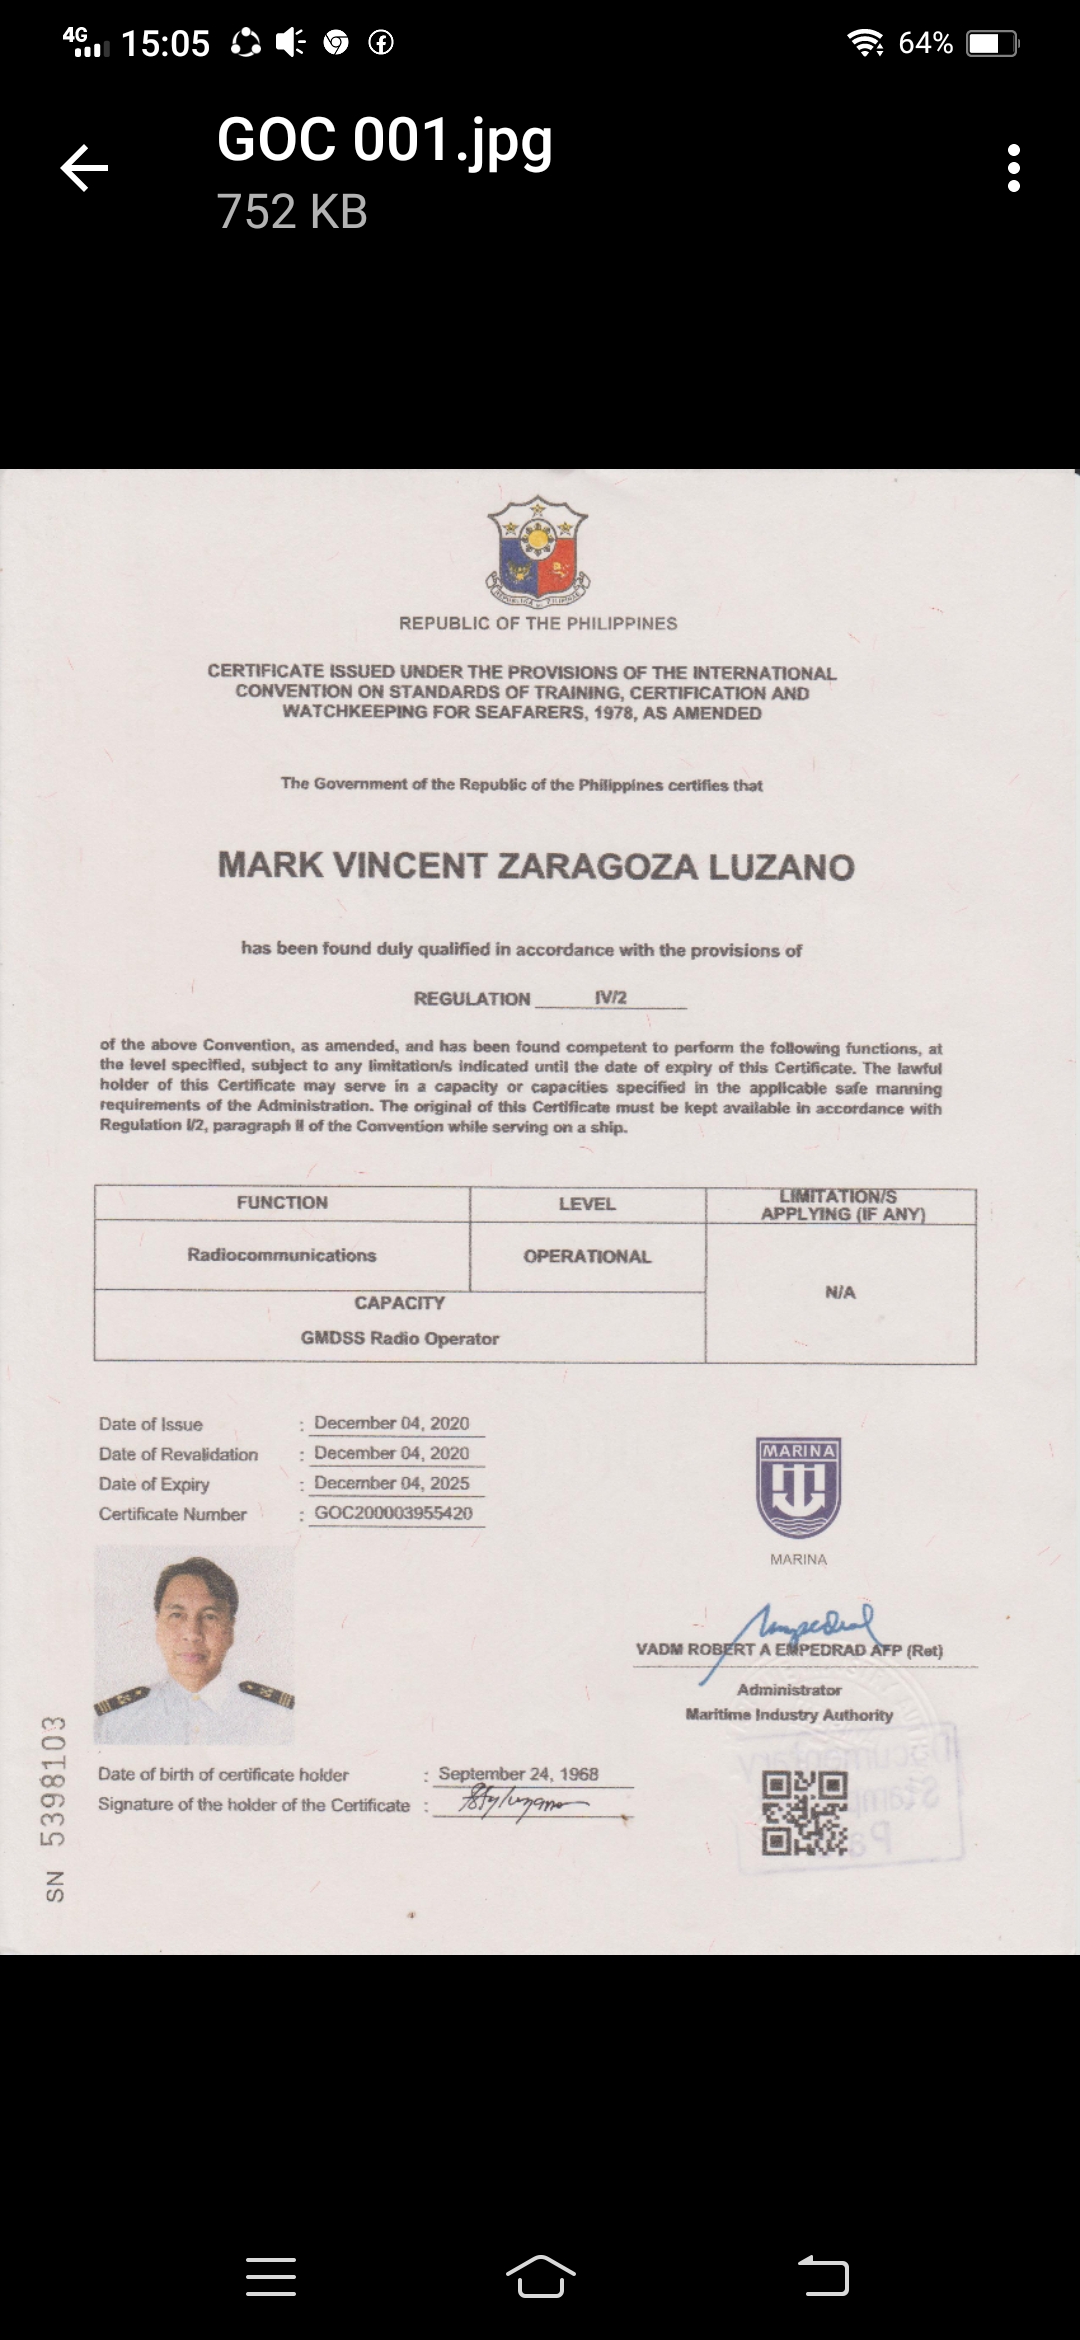 4G 15:05 64%
GOC 001.jpg
752 KB
REPUBLIC OF THE PHILIPPINES
CERTIFICATE ISSUED UNDER THE PROVISIONS OF THE INTERNATIONAL
CONVENTION ON STANDARDS OF TRAINING, CERTIFICATION AND
WATCHKEEPING FOR SEAFARERS, 1978, AS AMENDED
The Government of the Republic of the Philippines certifies that
MARK VINCENT ZARAGOZA LUZANO
has been found duly qualified in accordance with the provisions of
REGULATION IV/2
of the above Convention, as amended, and has been found competent to perform the following functions, at
the level specified, subject to any limitation/s indicated until the date of expiry of this Certificate. The lawful
holder of this Certificate may serve in a capacity or capacities specified in the applicable safe manning
requirements of the Administration. The original of this Certificate must be kept available in accordance with
Regulation I/2, paragraph II of the Convention while serving on a ship.
FUNCTION LEVEL LIMITATION/S
APPLYING (IF ANY)
Radiocommunications OPERATIONAL
N/A
CAPACITY
GMDSS Radio Operator
Date of Issue : December 04, 2020
Date of Revalidation : December 04, 2020
Date of Expiry : December 04, 2025
Certificate Number : GOC200003955420
MARINA
MARINA
VADM ROBERT A EMPEDRAD AFP (Ret)
Administrator
Maritime Industry Authority
Date of birth of certificate holder : September 24, 1968
Signature of the holder of the Certificate :
SN 5398103
Documentary
Stamp
Pa